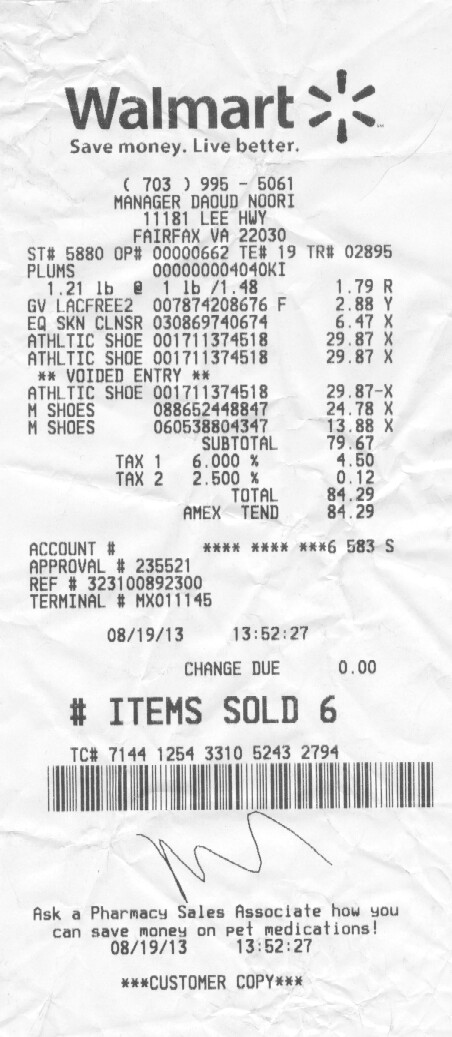 Walmart
Save money. Live better.
( 703 ) 995 - 5061
MANAGER DAOUD NOORI
11181 LEE HWY
FAIRFAX VA 22030
ST# 5880 OP# 00000662 TE# 19 TR# 02895
PLUMS 000000004040KI
1.21 lb @ 1 lb /1.48 1.79 R
GV LACFREE2 007874208676 F 2.88 Y
EQ SKN CLNSR 030869740674 6.47 X
ATHLTIC SHOE 001711374518 29.87 X
ATHLTIC SHOE 001711374518 29.87 X
** VOIDED ENTRY **
ATHLTIC SHOE 001711374518 29.87-X
M SHOES 088652448847 24.78 X
M SHOES 060538804347 13.88 X
SUBTOTAL 79.67
TAX 1 6.000 % 4.50
TAX 2 2.500 % 0.12
TOTAL 84.29
AMEX TEND 84.29
ACCOUNT # **** **** ***6 583 S
APPROVAL # 235521
REF # 323100892300
TERMINAL # MX011145
08/19/13 13:52:27
CHANGE DUE 0.00
# ITEMS SOLD 6
TC# 7144 1254 3310 5243 2794
Ask a Pharmacy Sales Associate how you
can save money on pet medications!
08/19/13 13:52:27
***CUSTOMER COPY***